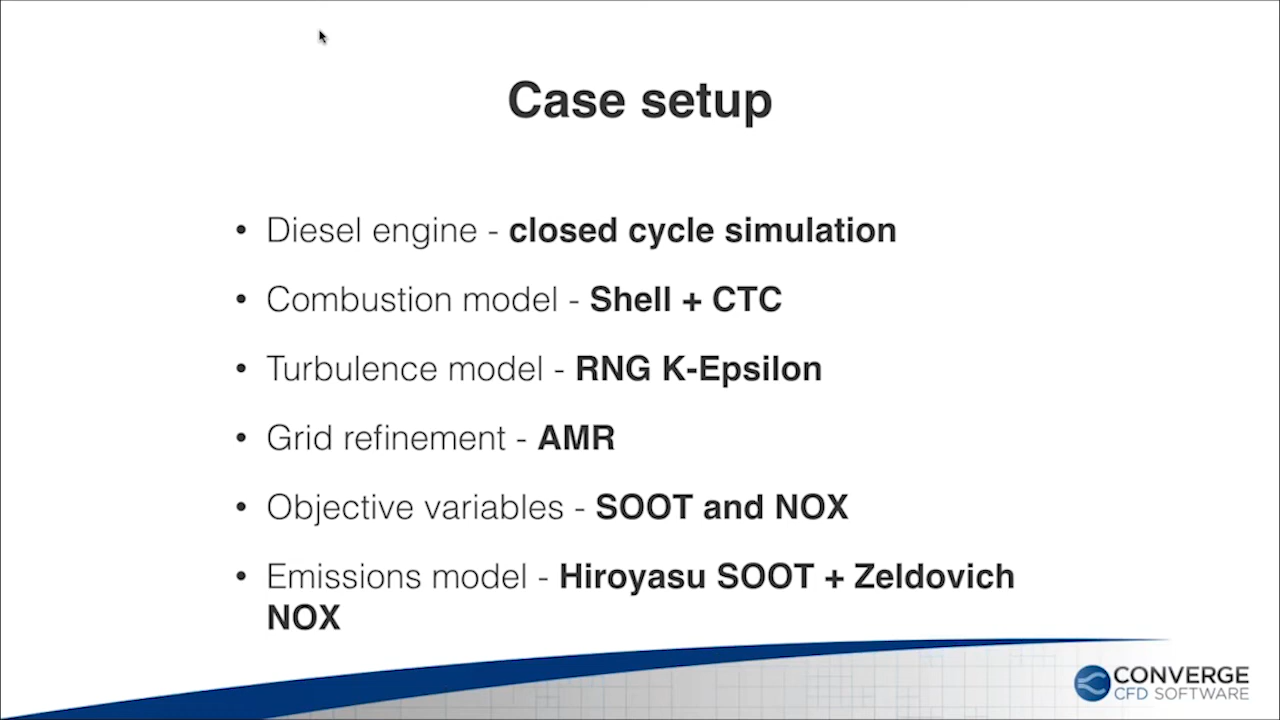 Case setup
• Diesel engine - closed cycle simulation
• Combustion model - Shell + CTC
• Turbulence model - RNG K-Epsilon
• Grid refinement - AMR
• Objective variables - SOOT and NOX
• Emissions model - Hiroyasu SOOT + Zeldovich
NOX
CONVERGE
CFD SOFTWARE